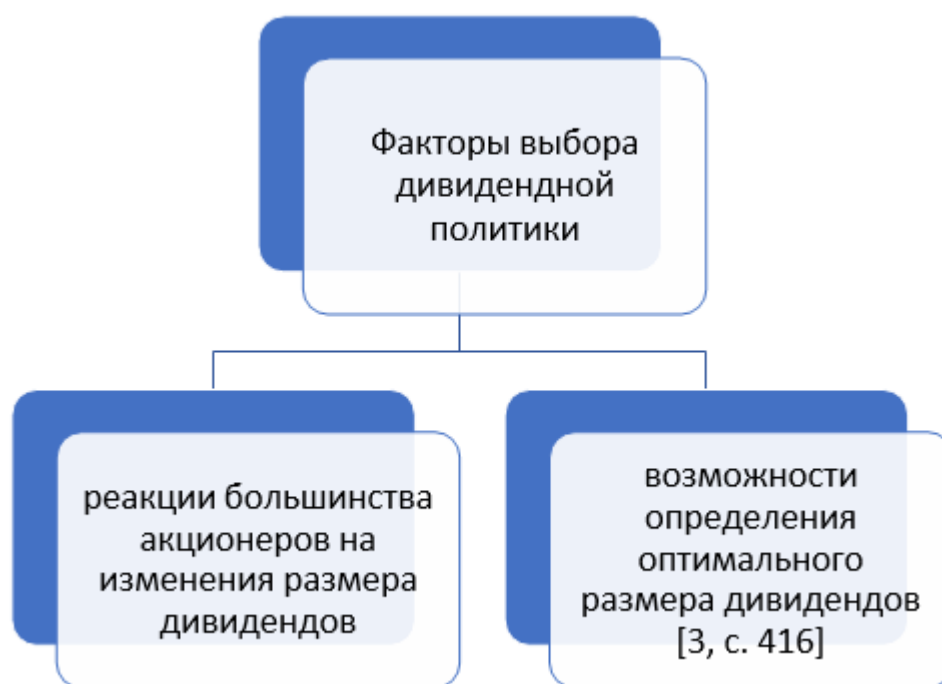 Факторы выбора
дивидендной
политики
реакции большинства
акционеров на
изменения размера
дивидендов
возможности
определения
оптимального
размера дивидендов
[3, с. 416]